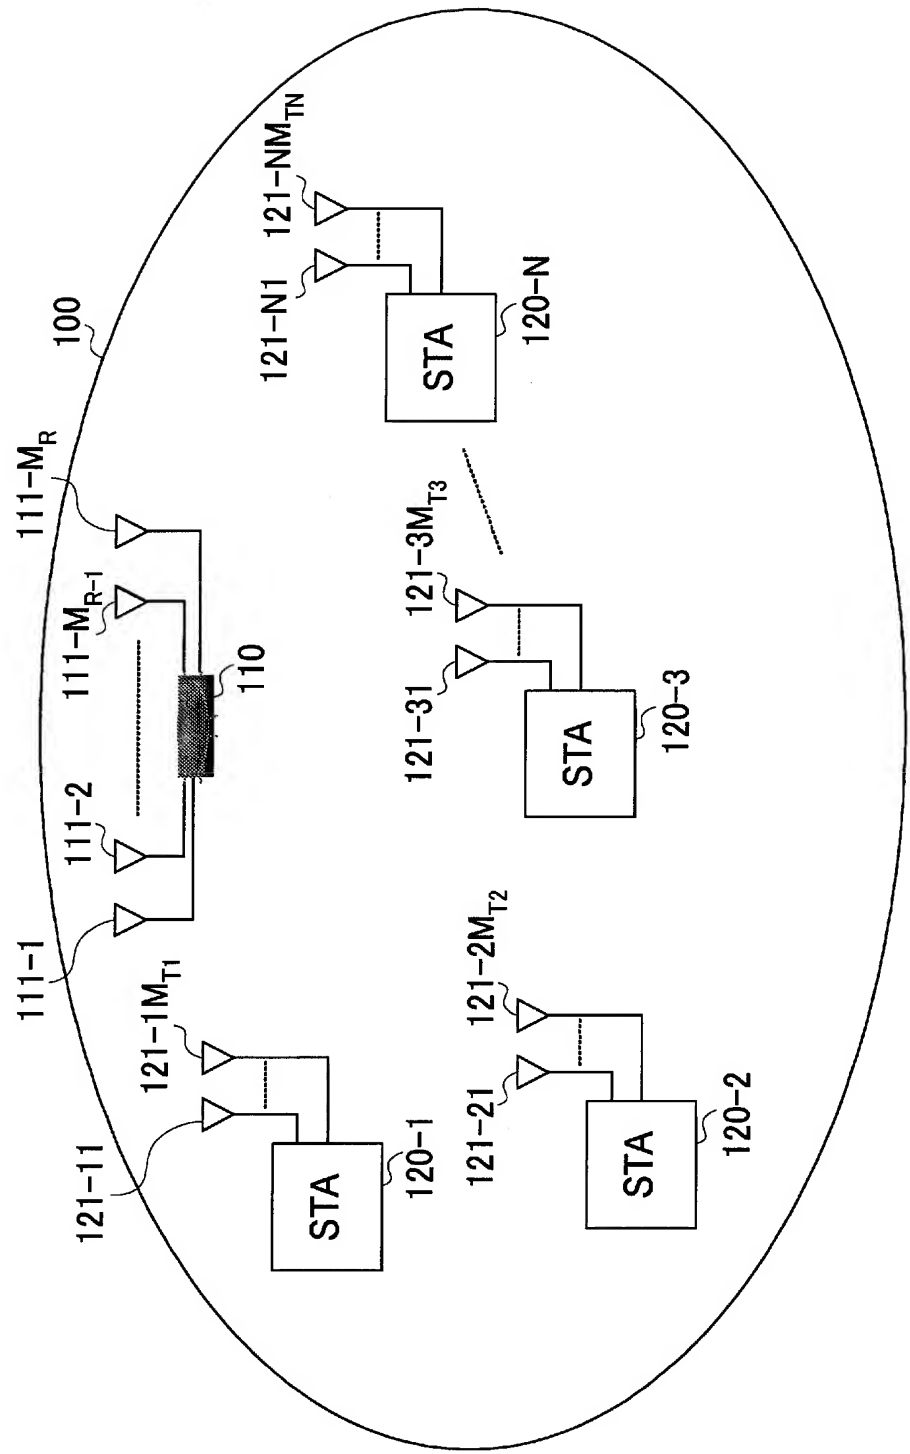 100
111-1
111-2
111-M_{R-1}
111-M_R
110
121-11
121-1M_{T1}
STA
120-1
121-21
121-2M_{T2}
STA
120-2
121-31
121-3M_{T3}
STA
120-3
121-N1
121-NM_{TN}
STA
120-N